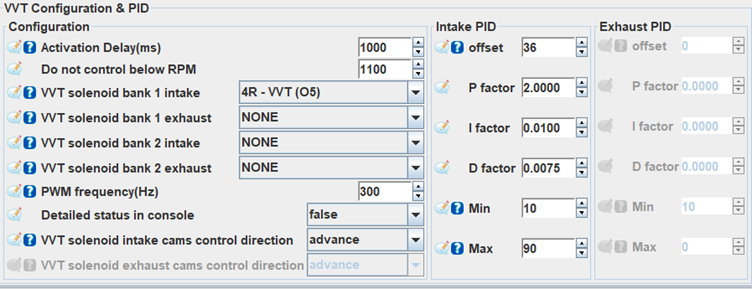 VVT Configuration & PID
Configuration
Activation Delay(ms) 1000
Do not control below RPM 1100
VVT solenoid bank 1 intake 4R - VVT (O5)
VVT solenoid bank 1 exhaust NONE
VVT solenoid bank 2 intake NONE
VVT solenoid bank 2 exhaust NONE
PWM frequency(Hz) 300
Detailed status in console false
VVT solenoid intake cams control direction advance
VVT solenoid exhaust cams control direction advance
Intake PID
offset 36
P factor 2.0000
I factor 0.0100
D factor 0.0075
Min 10
Max 90
Exhaust PID
offset 0
P factor 0.0000
I factor 0.0000
D factor 0.0000
Min 10
Max 0